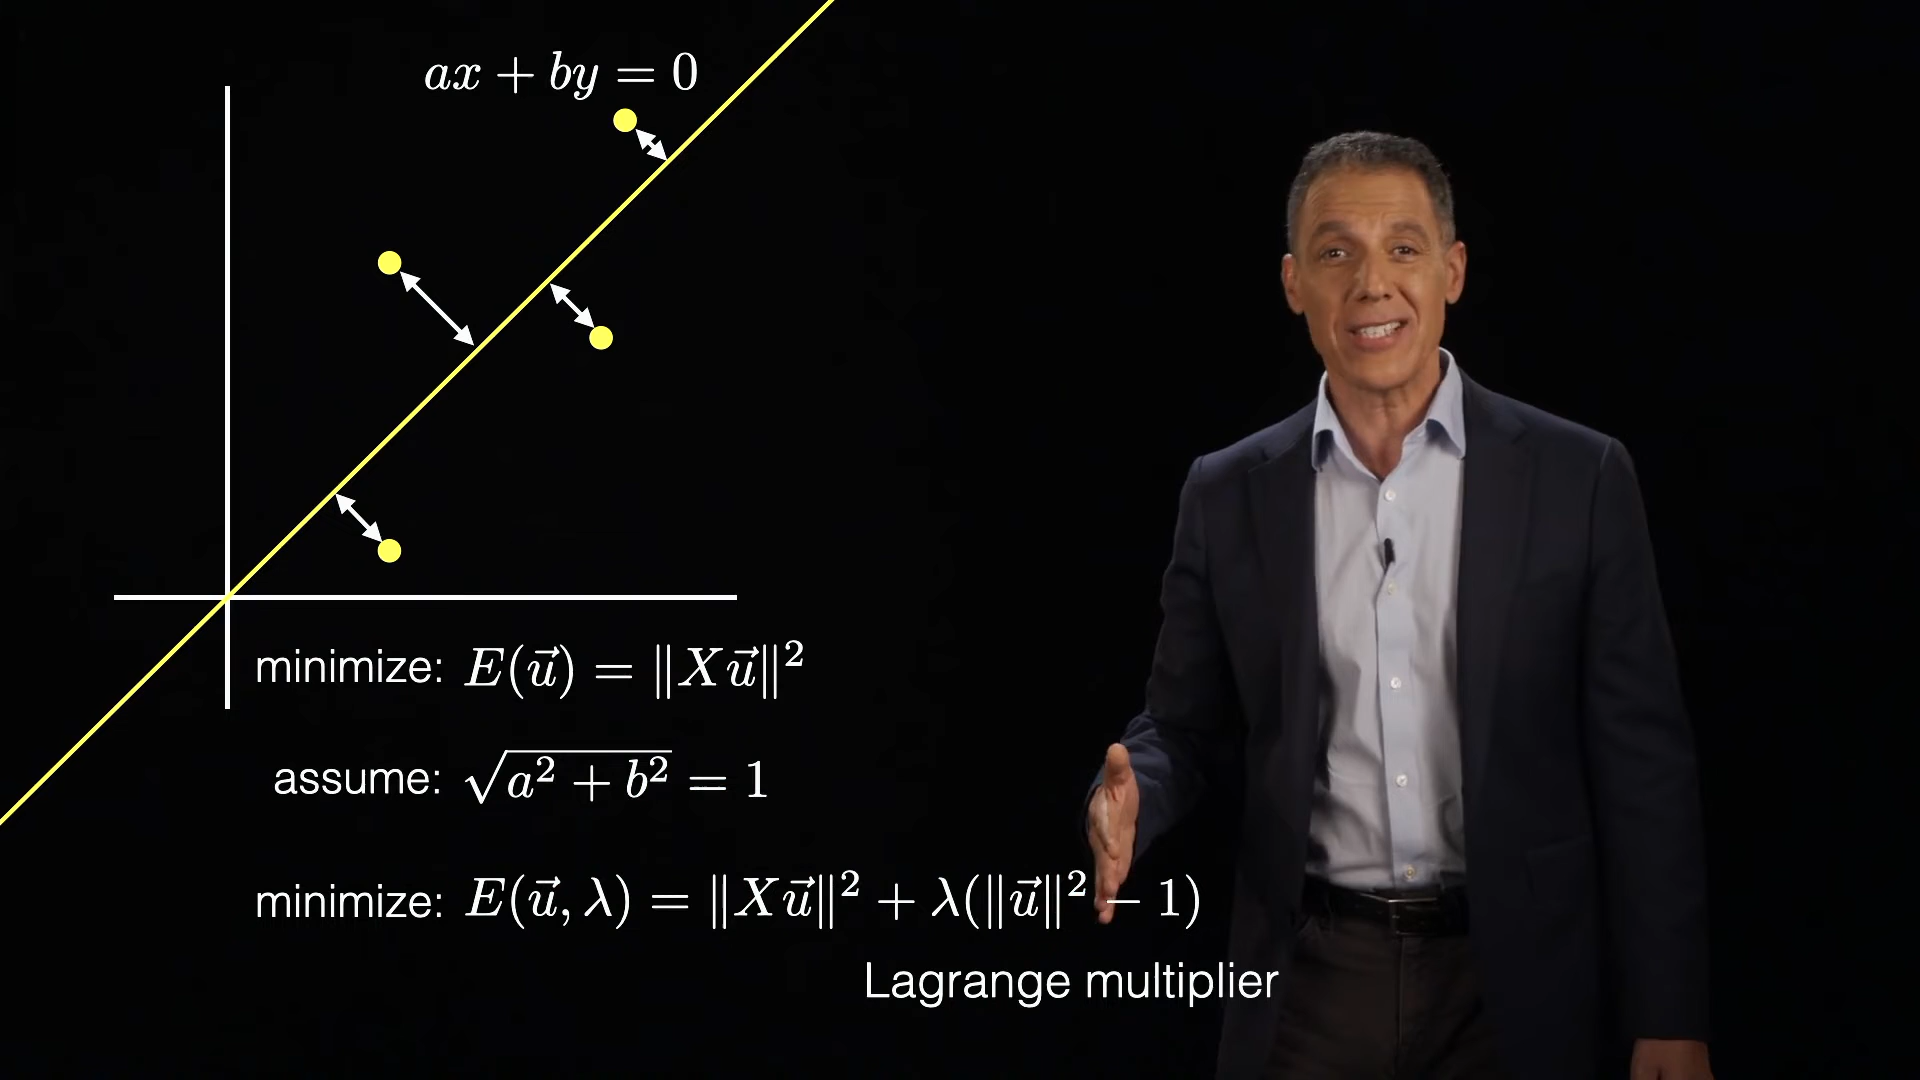 ax + by = 0
minimize: E(u⃗) = ‖Xu⃗‖²
assume: √(a² + b²) = 1
minimize: E(u⃗, λ) = ‖Xu⃗‖² + λ(‖u⃗‖² − 1)
Lagrange multiplier